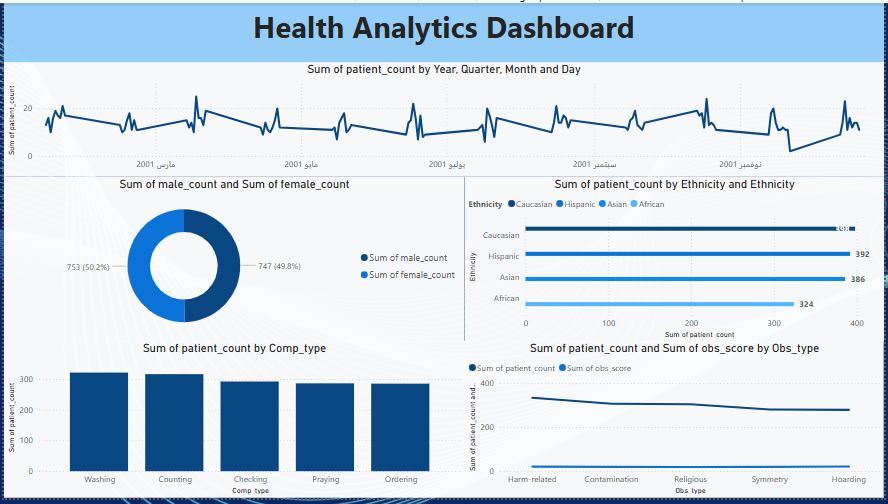 Health Analytics Dashboard
Sum of patient_count by Year, Quarter, Month and Day
Sum of patient_count
20
0
مارس 2001
مايو 2001
يوليو 2001
سبتمبر 2001
نوفمبر 2001
Sum of male_count and Sum of female_count
753 (50.2%)
747 (49.8%)
Sum of male_count
Sum of female_count
Sum of patient_count by Ethnicity and Ethnicity
Ethnicity Caucasian Hispanic Asian African
Ethnicity
Caucasian
Hispanic 392
Asian 386
African 324
0 100 200 300 400
Sum of patient_count
Sum of patient_count by Comp_type
Sum of patient_count
300
200
100
0
Washing Counting Checking Praying Ordering
Comp_type
Sum of patient_count and Sum of obs_score by Obs_type
Sum of patient_count Sum of obs_score
Sum of patient_count and...
400
200
0
Harm-related Contamination Religious Symmetry Hoarding
Obs_type